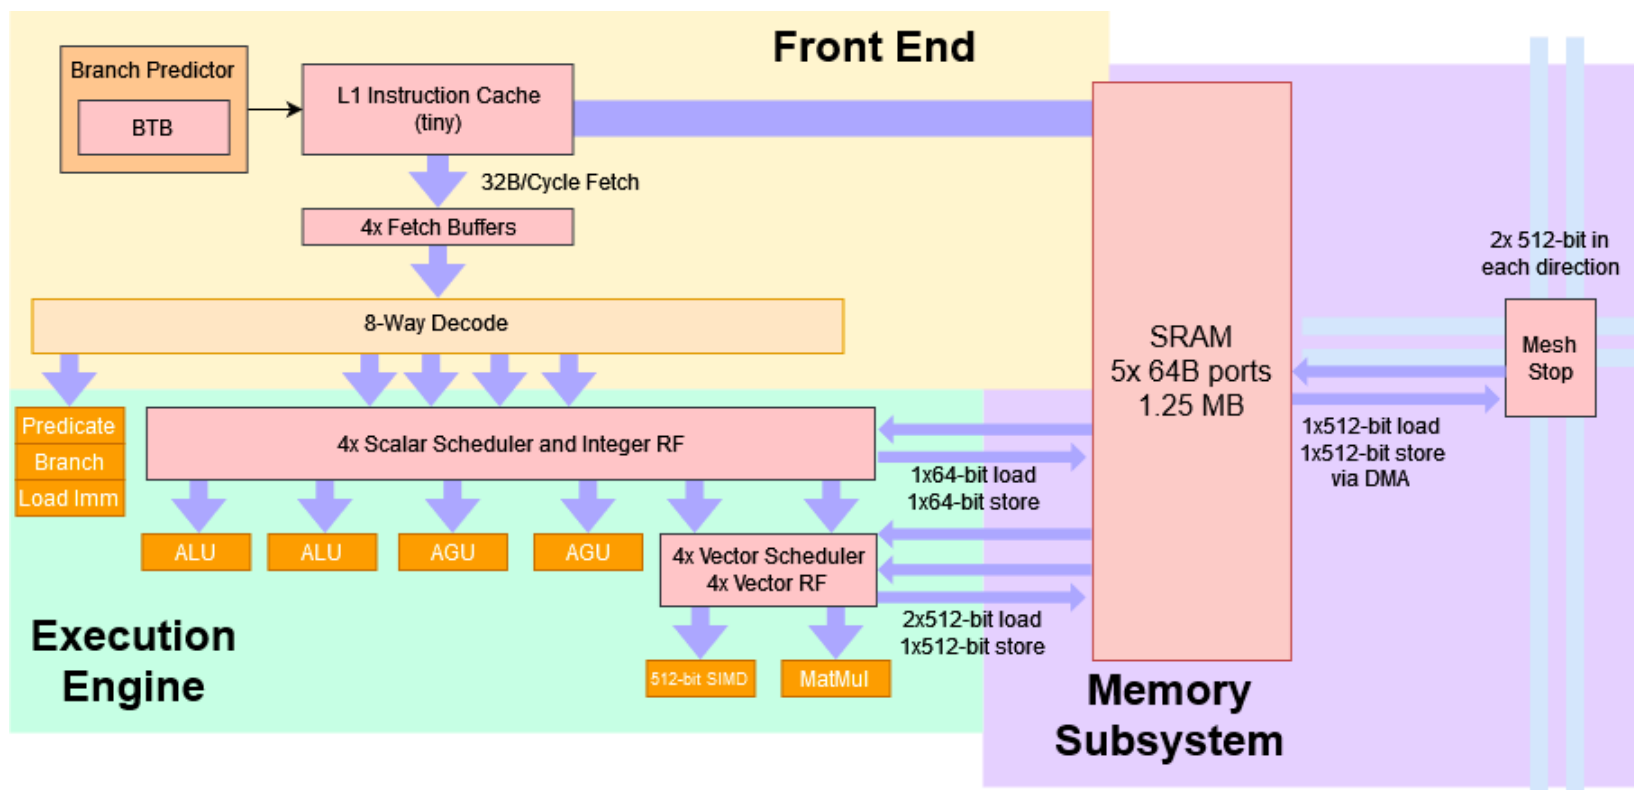 Front End
Branch Predictor
BTB
L1 Instruction Cache
(tiny)
32B/Cycle Fetch
4x Fetch Buffers
8-Way Decode
Predicate
Branch
Load Imm
4x Scalar Scheduler and Integer RF
1x64-bit load
1x64-bit store
ALU
ALU
AGU
AGU
4x Vector Scheduler
4x Vector RF
2x512-bit load
1x512-bit store
512-bit SIMD
MatMul
Execution
Engine
SRAM
5x 64B ports
1.25 MB
2x 512-bit in
each direction
Mesh
Stop
1x512-bit load
1x512-bit store
via DMA
Memory
Subsystem